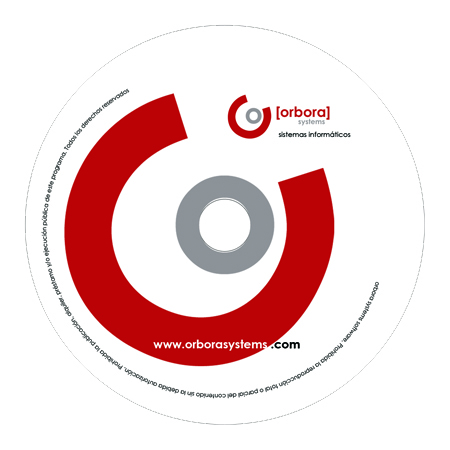 [orbora]
systems
sistemas informáticos
www.orborasystems.com
orbora systems software. Prohibida la reproducción total o parcial del contenido sin la debida autorización. Prohibida la publicación, alquiler, préstamo y/o ejecución pública de este programa. Todos los derechos reservados